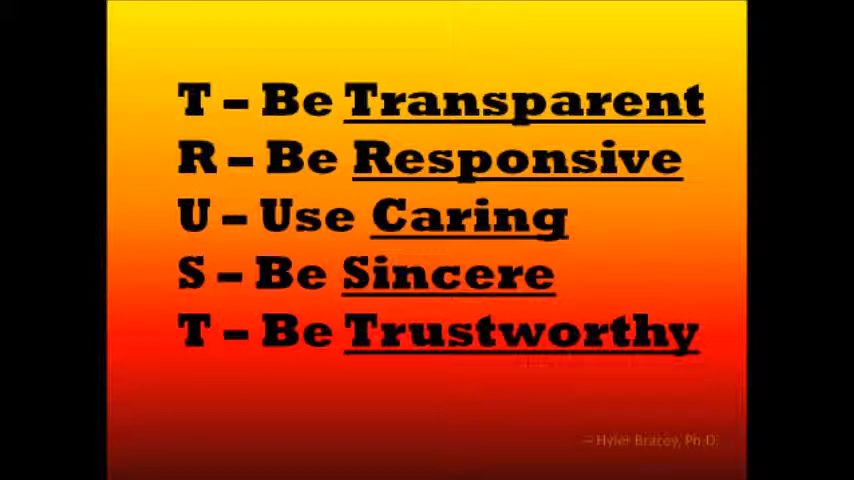 T – Be Transparent
R – Be Responsive
U – Use Caring
S – Be Sincere
T – Be Trustworthy
— Hyler Bracey, Ph.D.